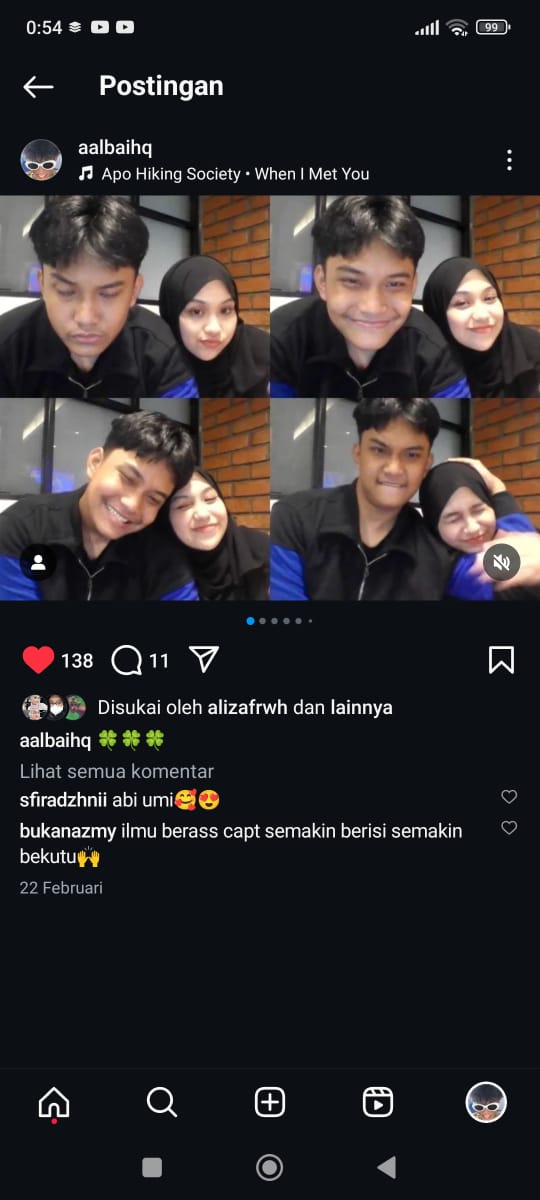 0:54
99
Postingan
aalbaihq
Apo Hiking Society • When I Met You
138
11
Disukai oleh alizafrwh dan lainnya
aalbaihq 🍀🍀🍀
Lihat semua komentar
sfiradzhnii abi umi🥰😍
bukanazmy ilmu berass capt semakin berisi semakin
bekutu🙌
22 Februari